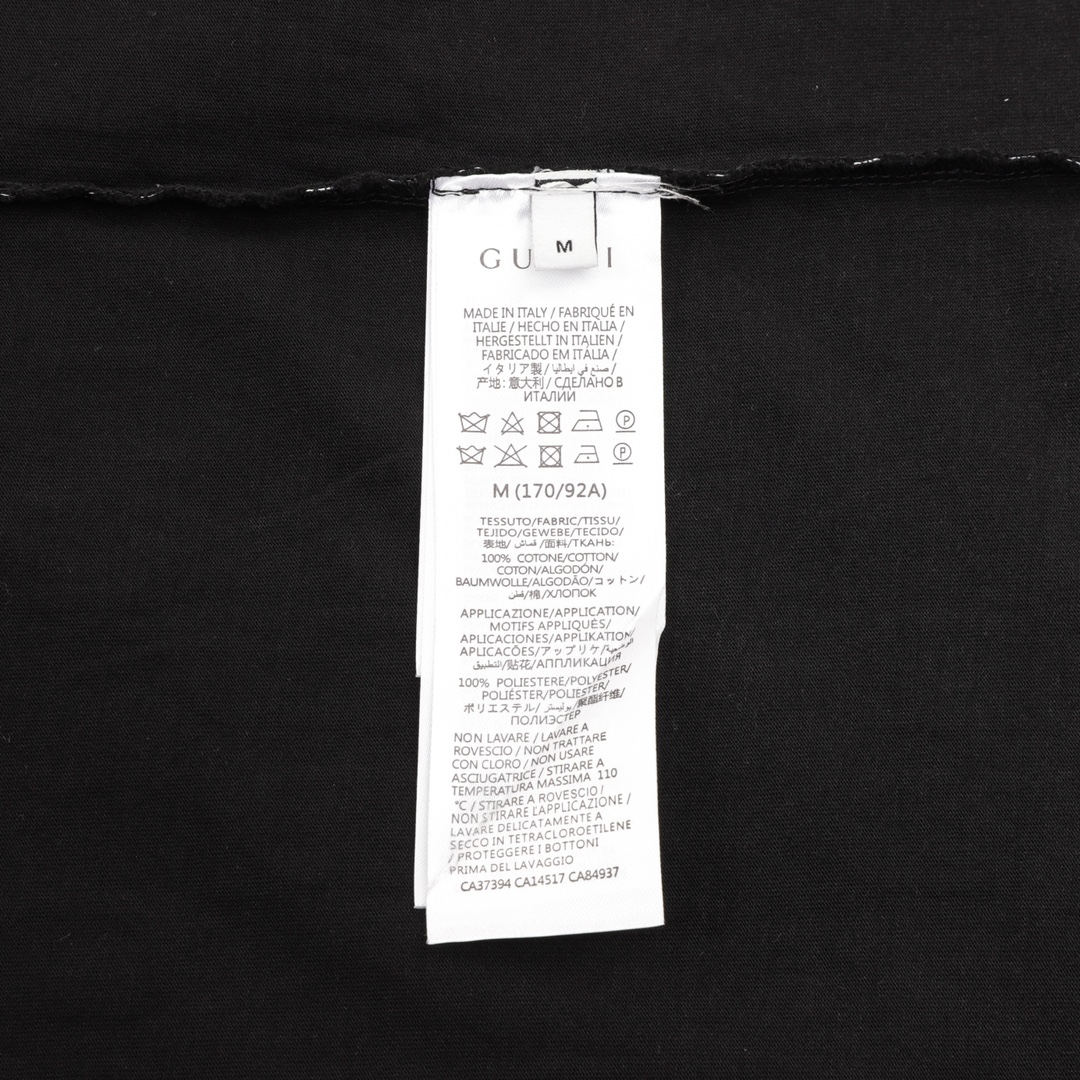 M
GU I
MADE IN ITALY / FABRIQUÉ EN
ITALIE / HECHO EN ITALIA /
HERGESTELLT IN ITALIEN /
FABRICADO EM ITÁLIA /
イタリア製 / صنع في ايطاليا /
产地: 意大利 / СДЕЛАНО В
ИТАЛИИ
P
P
M (170/92A)
TESSUTO/FABRIC/TISSU/
TEJIDO/GEWEBE/TECIDO/
表地/ قماش /面料/ТКАНЬ:
100% COTONE/COTTON/
COTON/ALGODÓN/
BAUMWOLLE/ALGODÃO/コットン/
قطن/棉/ХЛОПОК
APPLICAZIONE/APPLICATION/
MOTIFS APPLIQUÉS/
APLICACIONES/APPLIKATION/
APLICACÕES/アップリケ/
التطبيق/贴花/АППЛИКАЦИЯ
100% POLIESTERE/POLYESTER/
POLIÉSTER/POLIESTER/
ポリエステル/ بوليستر/聚酯纤维/
ПОЛИЭСТЕР
NON LAVARE / LAVARE A
ROVESCIO / NON TRATTARE
CON CLORO / NON USARE
ASCIUGATRICE / STIRARE A
TEMPERATURA MASSIMA 110
°C / STIRARE A ROVESCIO /
NON STIRARE L'APPLICAZIONE /
LAVARE DELICATAMENTE A
SECCO IN TETRACLOROETILENE
/ PROTEGGERE I BOTTONI
PRIMA DEL LAVAGGIO
CA37394 CA14517 CA84937